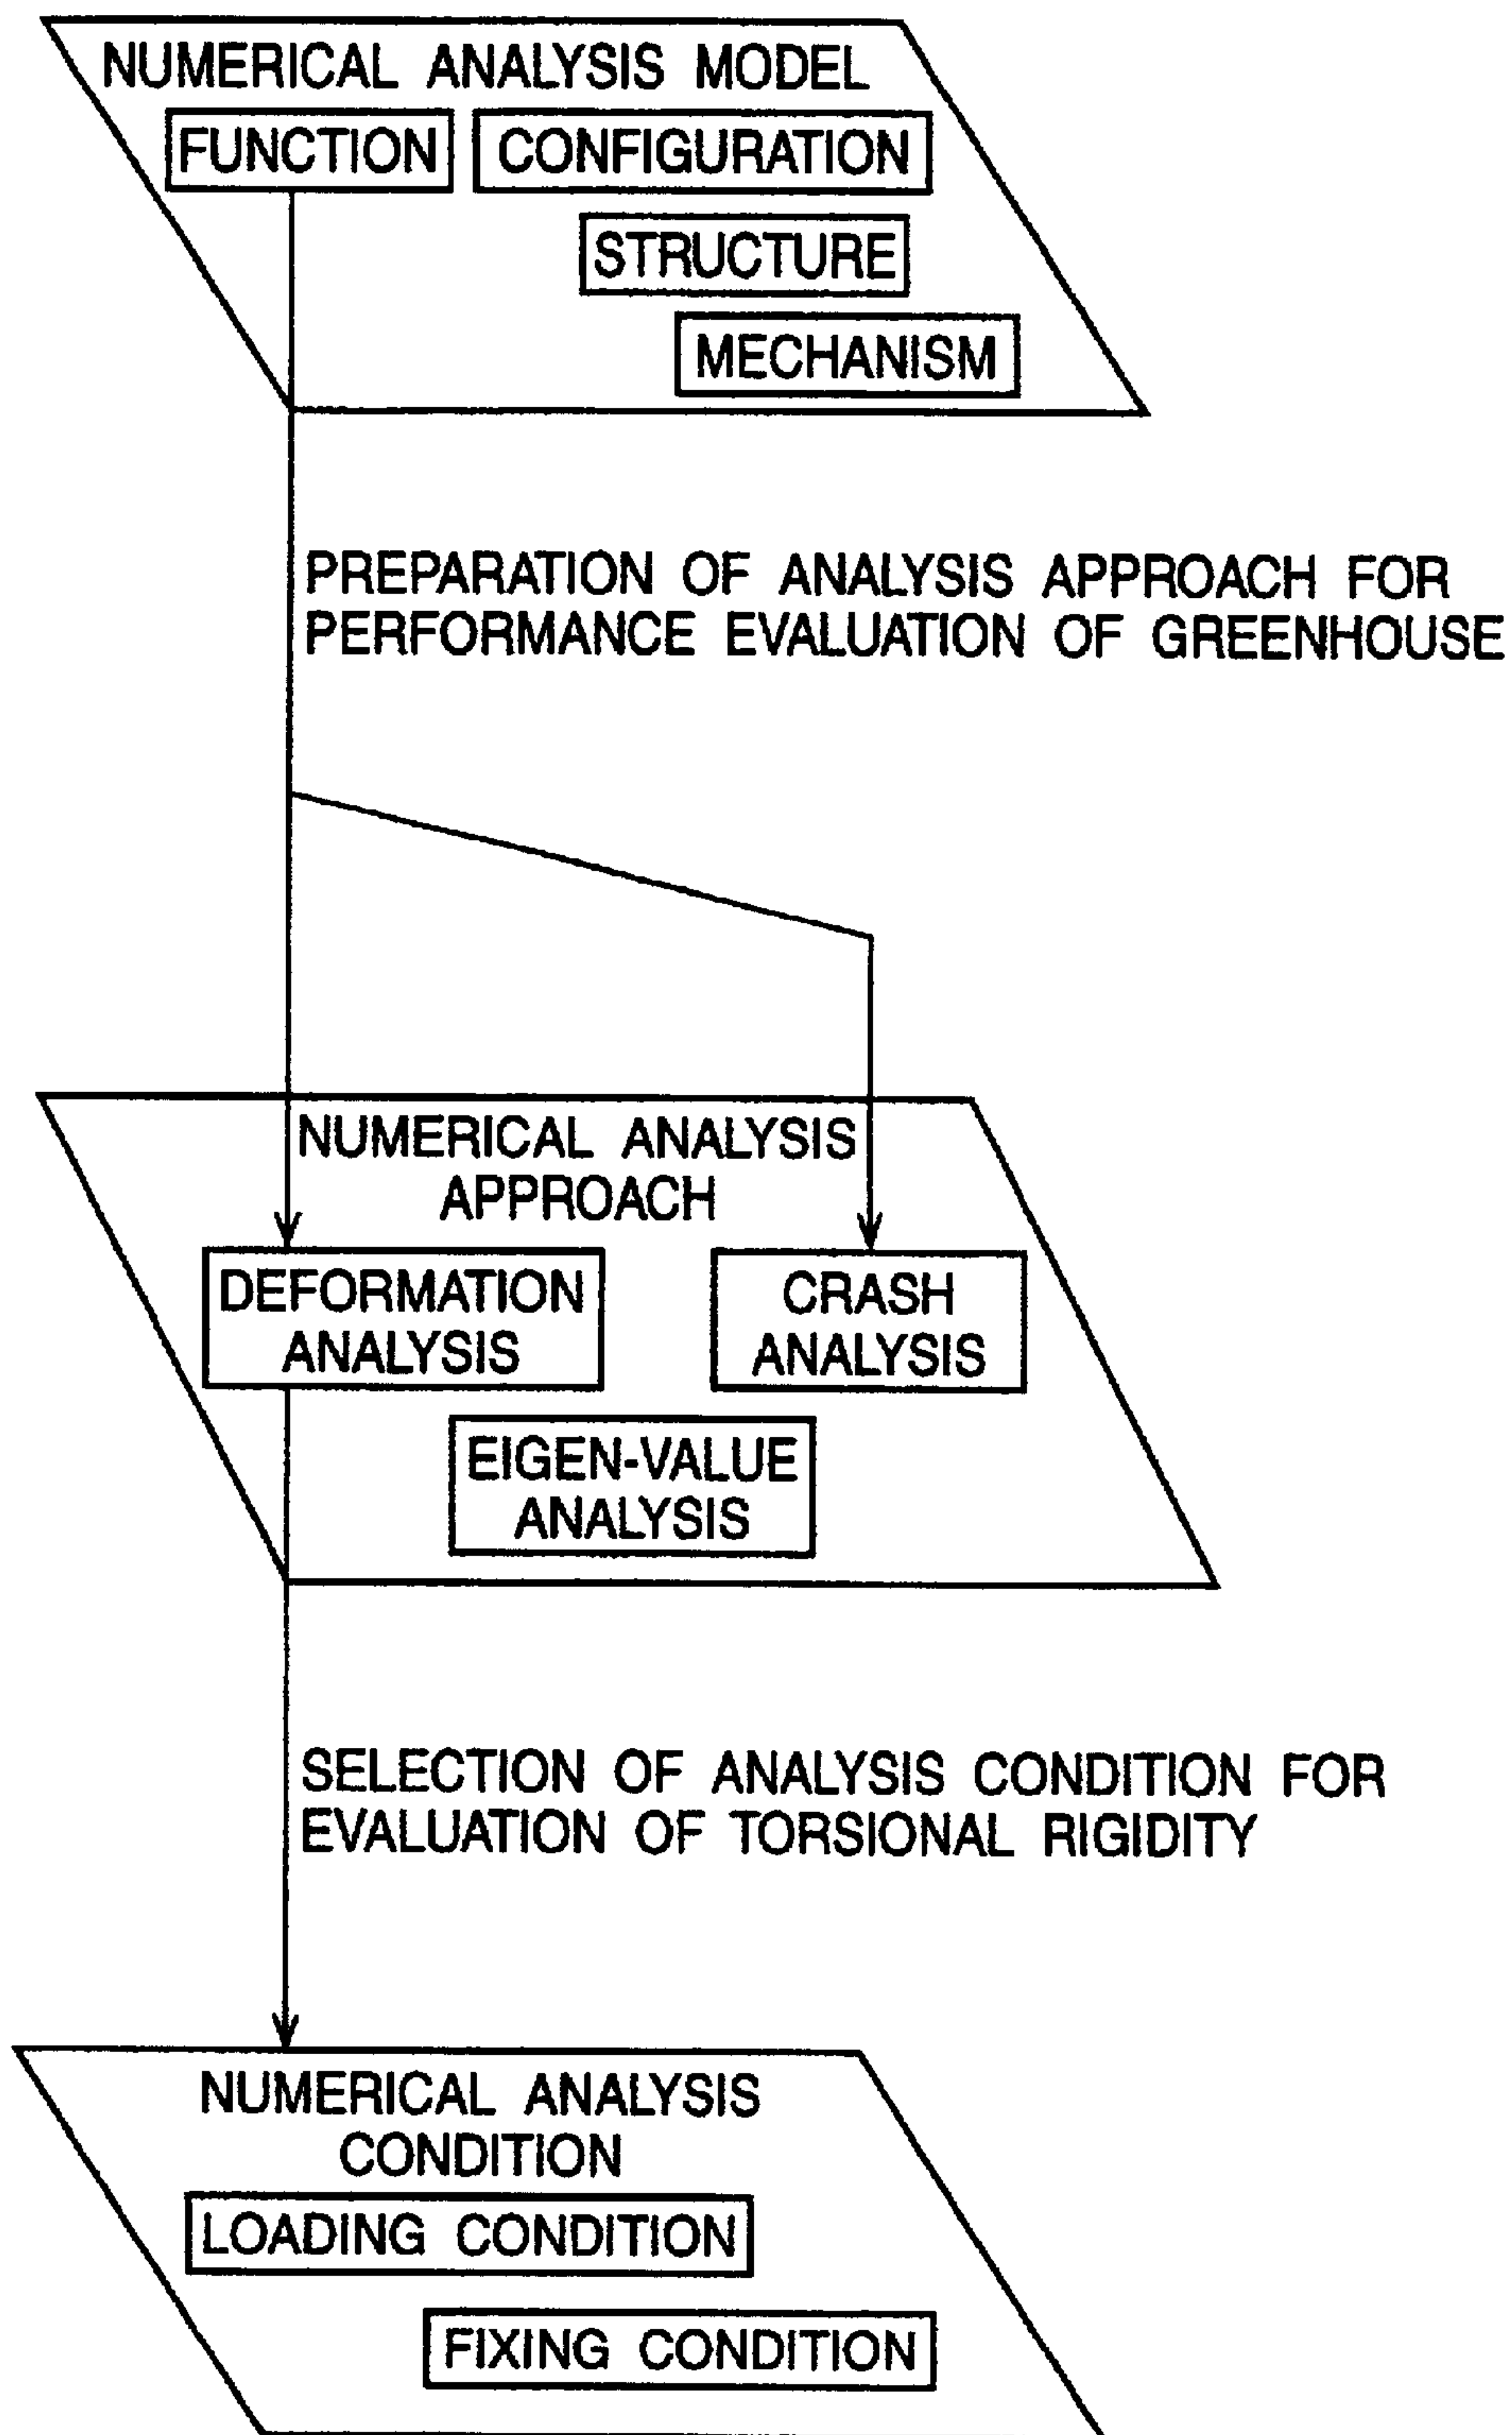 NUMERICAL ANALYSIS MODEL
FUNCTION CONFIGURATION
STRUCTURE
MECHANISM
PREPARATION OF ANALYSIS APPROACH FOR
PERFORMANCE EVALUATION OF GREENHOUSE
NUMERICAL ANALYSIS
APPROACH
DEFORMATION
ANALYSIS
CRASH
ANALYSIS
EIGEN-VALUE
ANALYSIS
SELECTION OF ANALYSIS CONDITION FOR
EVALUATION OF TORSIONAL RIGIDITY
NUMERICAL ANALYSIS
CONDITION
LOADING CONDITION
FIXING CONDITION